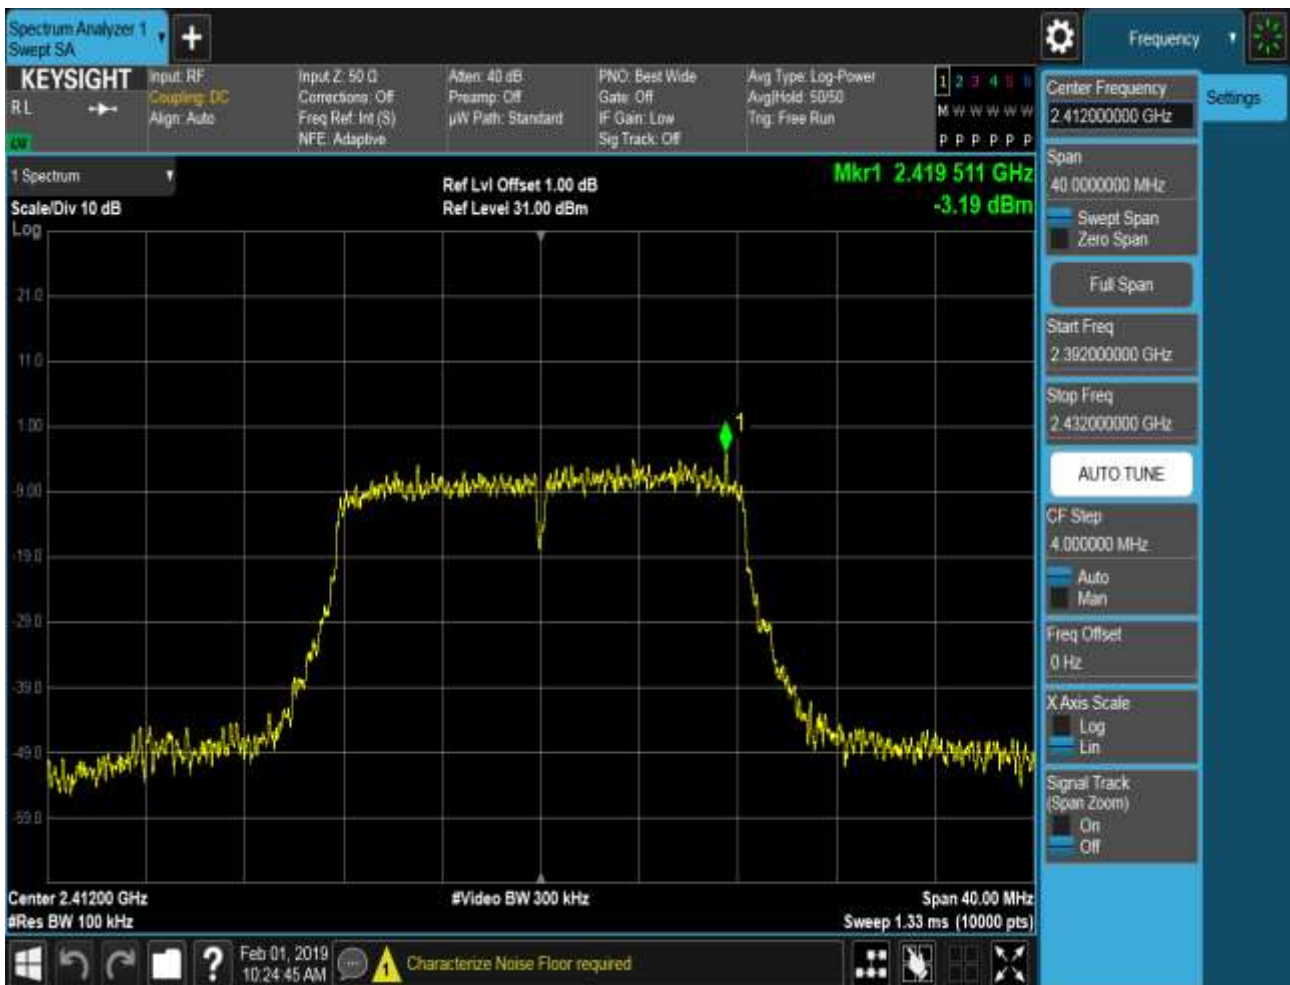 Spectrum Analyzer 1
Swept SA
Frequency
KEYSIGHT
R L
Input: RF
Coupling: DC
Align: Auto
Input Z: 50 Ω
Corrections: Off
Freq Ref: Int (S)
NFE: Adaptive
Atten: 40 dB
Preamp: Off
µW Path: Standard
PNO: Best Wide
Gate: Off
IF Gain: Low
Sig Track: Off
Avg Type: Log-Power
Avg|Hold: 50/50
Trig: Free Run
1 2 3 4 5 6
M W W W W W
P P P P P P
1 Spectrum
Scale/Div 10 dB
Log
Ref Lvl Offset 1.00 dB
Ref Level 31.00 dBm
Mkr1 2.419 511 GHz
-3.19 dBm
21.0
11.0
1.00
-9.00
-19.0
-29.0
-39.0
-49.0
-59.0
1
Center 2.41200 GHz
#Res BW 100 kHz
#Video BW 300 kHz
Span 40.00 MHz
Sweep 1.33 ms (10000 pts)
Center Frequency
2.412000000 GHz
Settings
Span
40.0000000 MHz
Swept Span
Zero Span
Full Span
Start Freq
2.392000000 GHz
Stop Freq
2.432000000 GHz
AUTO TUNE
CF Step
4.000000 MHz
Auto
Man
Freq Offset
0 Hz
X Axis Scale
Log
Lin
Signal Track
(Span Zoom)
On
Off
?
Feb 01, 2019
10:24:45 AM
1
Characterize Noise Floor required